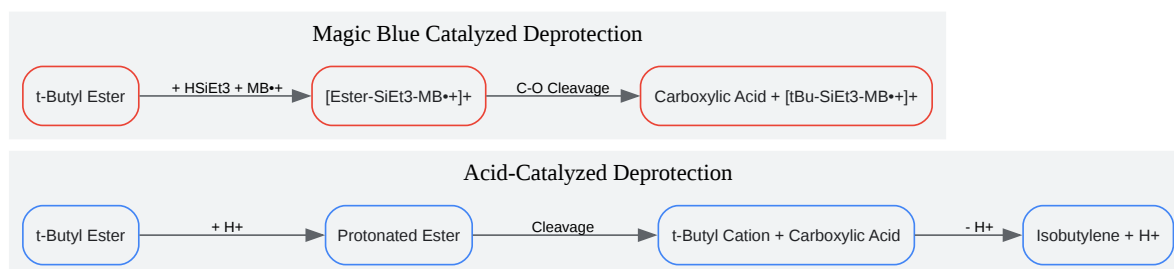 Magic Blue Catalyzed Deprotection
t-Butyl Ester
+ HSiEt3 + MB•+
[Ester-SiEt3-MB•+]+
C-O Cleavage
Carboxylic Acid + [tBu-SiEt3-MB•+]+
Acid-Catalyzed Deprotection
t-Butyl Ester
+ H+
Protonated Ester
Cleavage
t-Butyl Cation + Carboxylic Acid
- H+
Isobutylene + H+